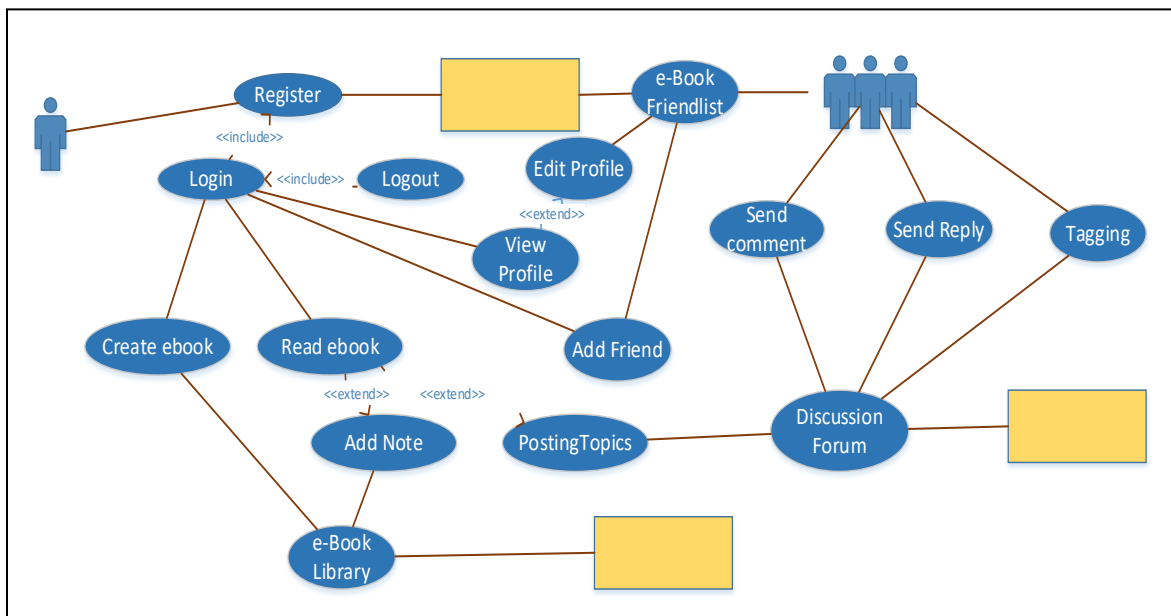 Register
e-Book
Friendlist
<<include>>
Login
<<include>>
Logout
Edit Profile
<<extend>>
View
Profile
Send
comment
Send Reply
Tagging
Create ebook
Read ebook
Add Friend
<<extend>>
<<extend>>
Add Note
PostingTopics
Discussion
Forum
e-Book
Library